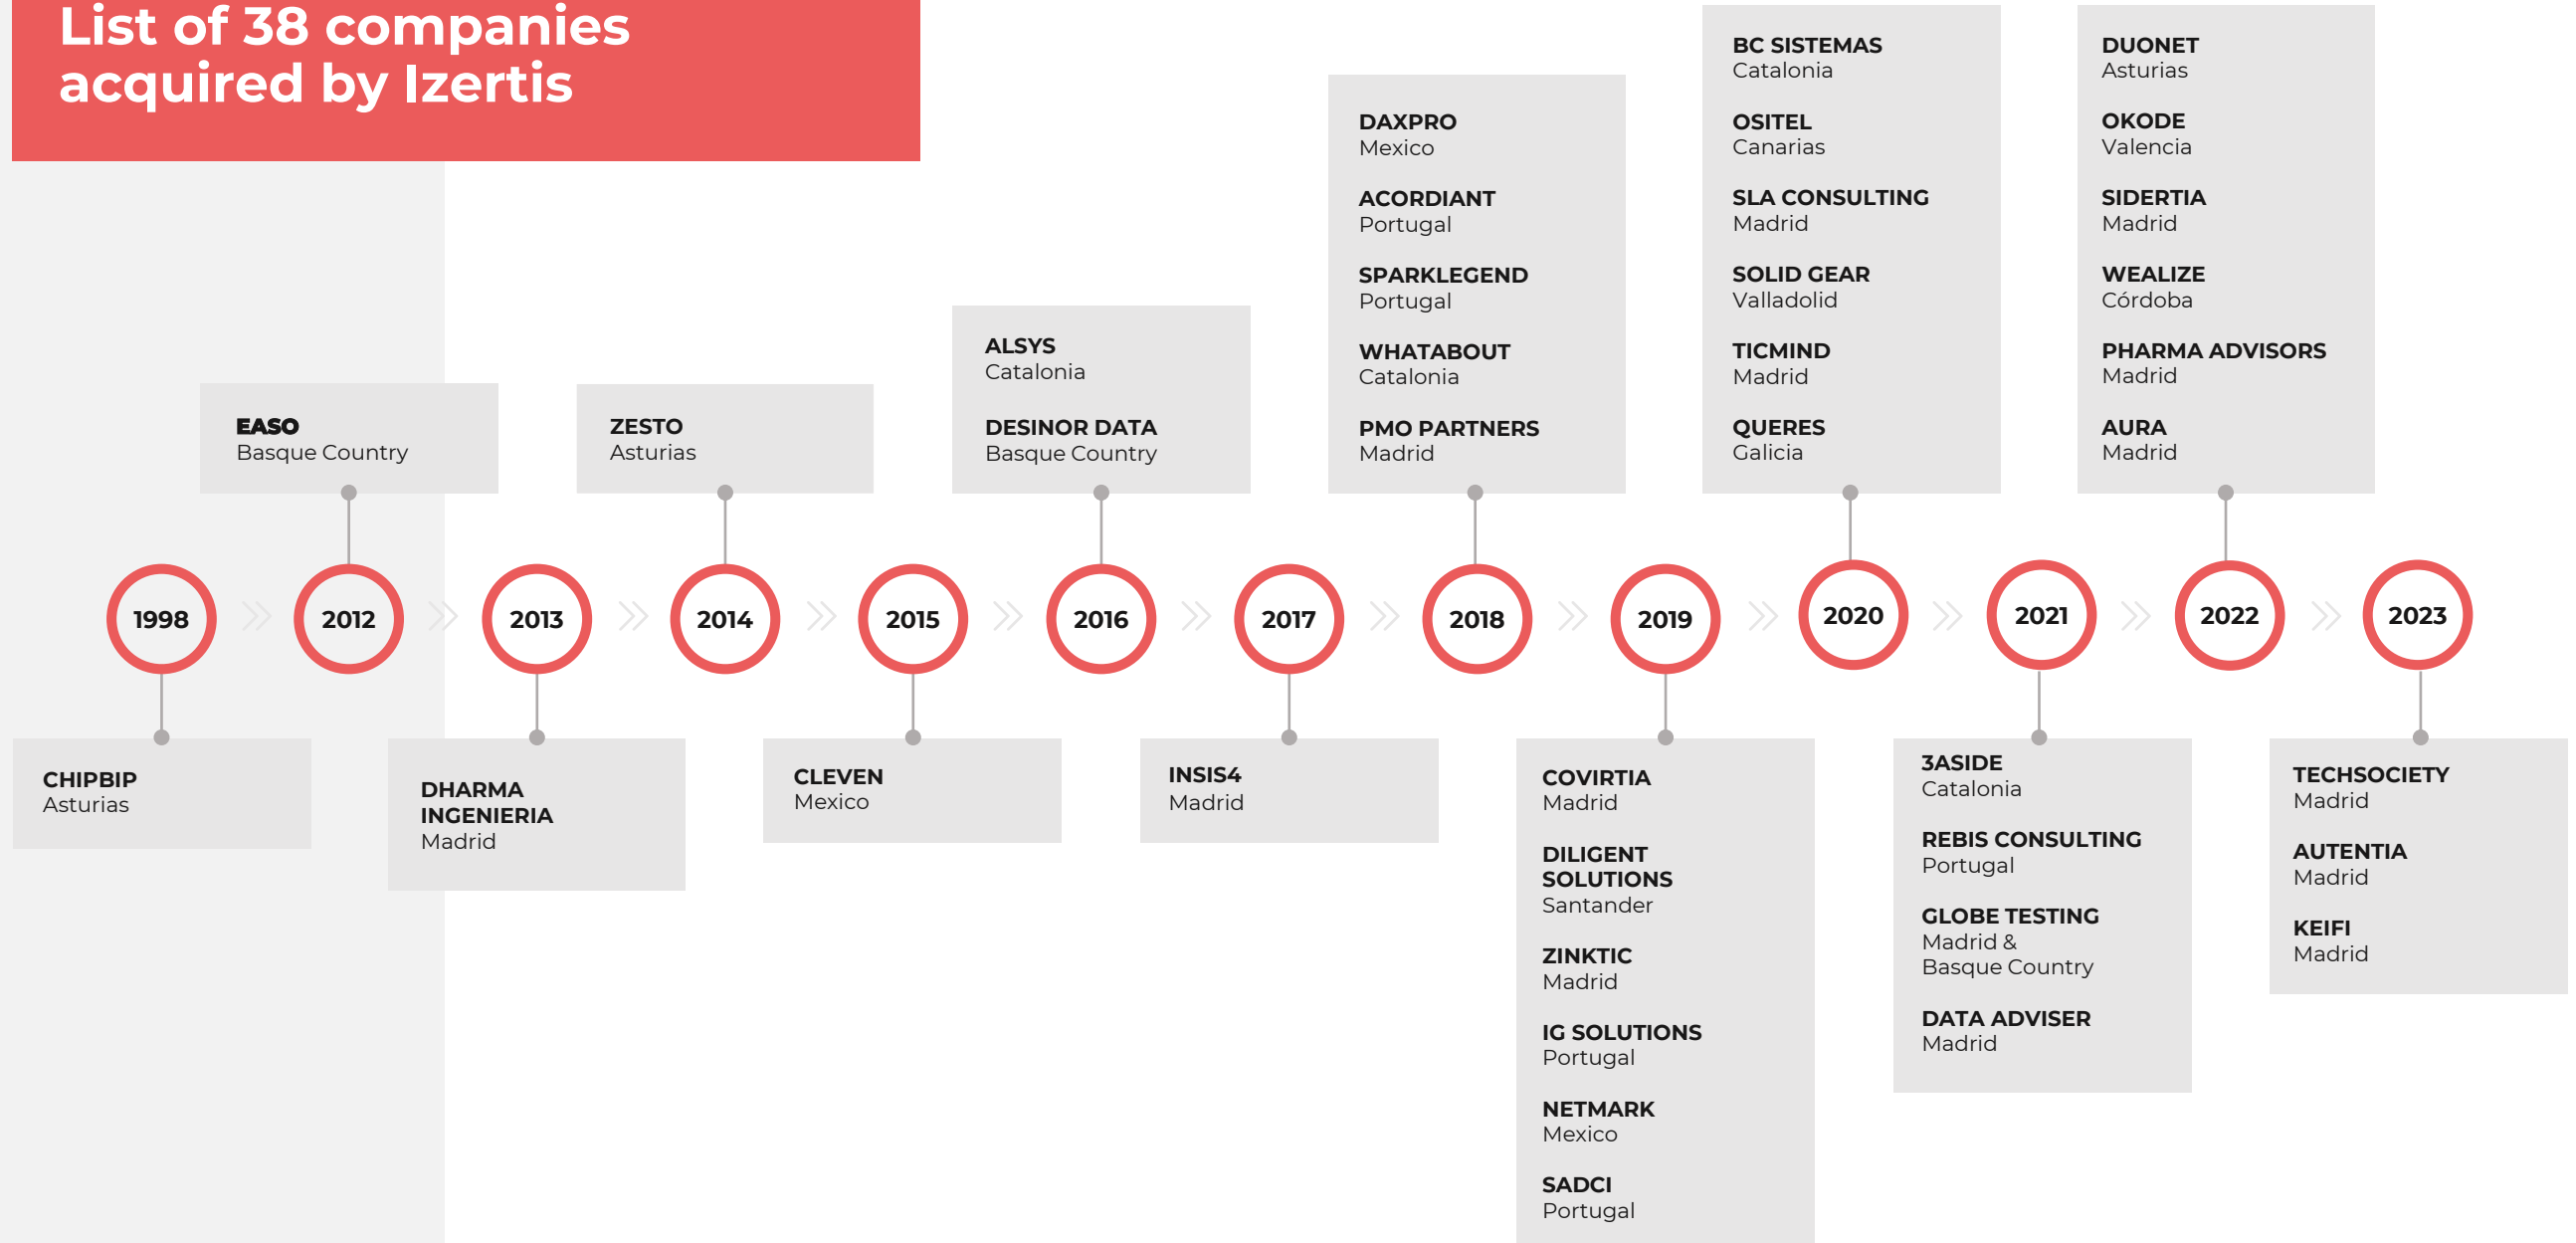 List of 38 companies
acquired by Izertis
EASO
Basque Country
ZESTO
Asturias
ALSYS
Catalonia
DESINOR DATA
Basque Country
DAXPRO
Mexico
ACORDIANT
Portugal
SPARKLEGEND
Portugal
WHATABOUT
Catalonia
PMO PARTNERS
Madrid
BC SISTEMAS
Catalonia
OSITEL
Canarias
SLA CONSULTING
Madrid
SOLID GEAR
Valladolid
TICMIND
Madrid
QUERES
Galicia
DUONET
Asturias
OKODE
Valencia
SIDERTIA
Madrid
WEALIZE
Córdoba
PHARMA ADVISORS
Madrid
AURA
Madrid
1998
2012
2013
2014
2015
2016
2017
2018
2019
2020
2021
2022
2023
CHIPBIP
Asturias
DHARMA
INGENIERIA
Madrid
CLEVEN
Mexico
INSIS4
Madrid
COVIRTIA
Madrid
DILIGENT
SOLUTIONS
Santander
ZINKTIC
Madrid
IG SOLUTIONS
Portugal
NETMARK
Mexico
SADCI
Portugal
3ASIDE
Catalonia
REBIS CONSULTING
Portugal
GLOBE TESTING
Madrid &
Basque Country
DATA ADVISER
Madrid
TECHSOCIETY
Madrid
AUTENTIA
Madrid
KEIFI
Madrid